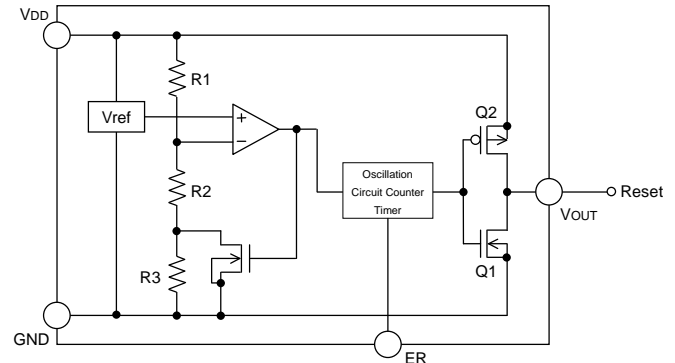 VDD
R1
Q2
Vref
+
−
Oscillation
Circuit Counter
Timer
Reset
VOUT
R2
Q1
R3
GND
ER